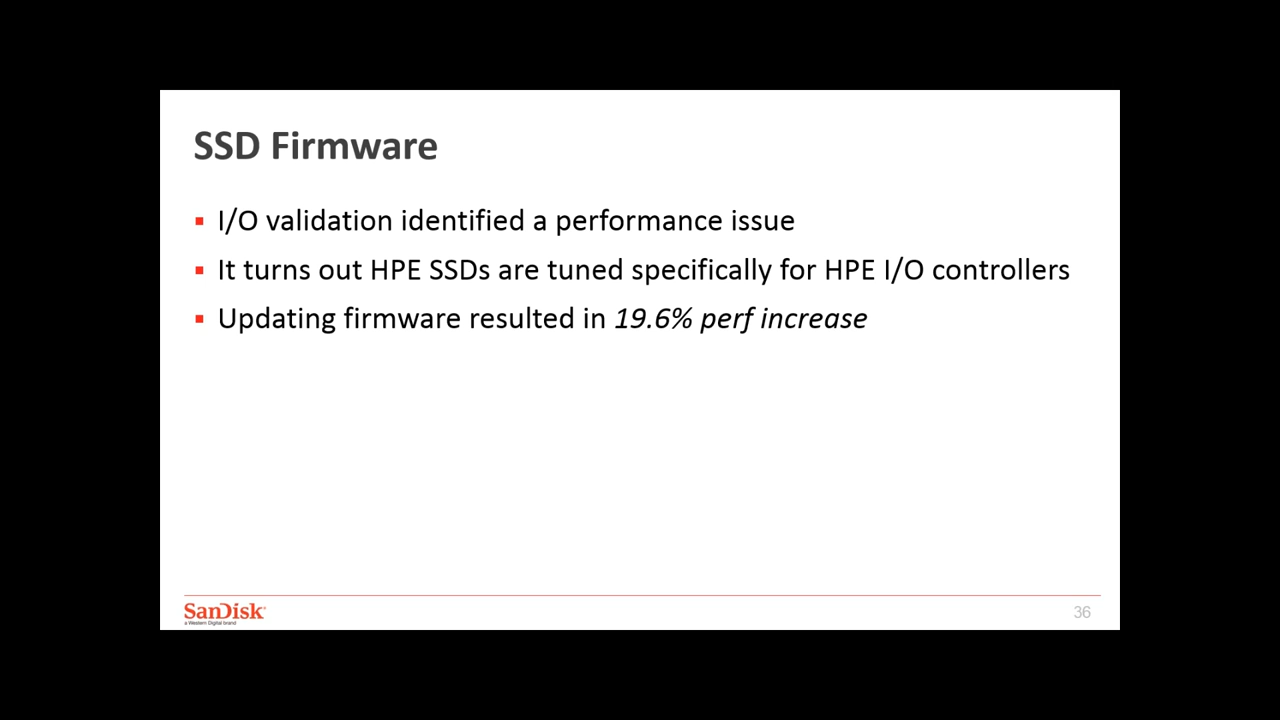 SSD Firmware
I/O validation identified a performance issue
It turns out HPE SSDs are tuned specifically for HPE I/O controllers
Updating firmware resulted in 19.6% perf increase
SanDisk
a Western Digital brand
36